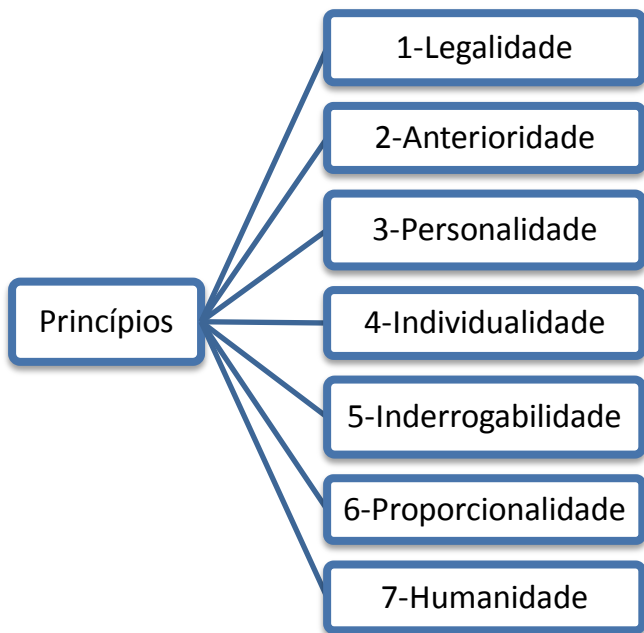 1-Legalidade
2-Anterioridade
3-Personalidade
Princípios
4-Individualidade
5-Inderrogabilidade
6-Proporcionalidade
7-Humanidade